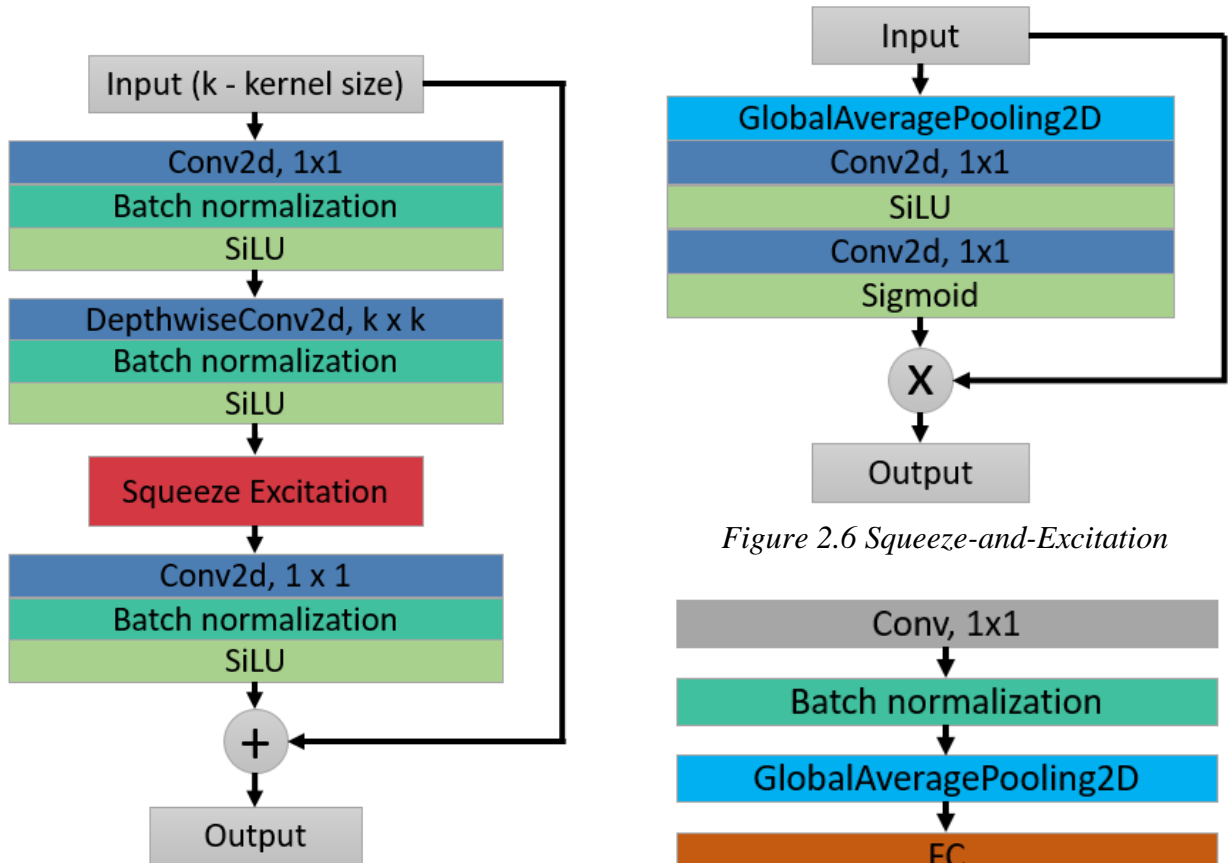 Input (k - kernel size)
Conv2d, 1x1
Batch normalization
SiLU
DepthwiseConv2d, k x k
Batch normalization
SiLU
Squeeze Excitation
Conv2d, 1 x 1
Batch normalization
SiLU
+
Output
Input
GlobalAveragePooling2D
Conv2d, 1x1
SiLU
Conv2d, 1x1
Sigmoid
X
Output
Figure 2.6 Squeeze-and-Excitation
Conv, 1x1
Batch normalization
GlobalAveragePooling2D
FC